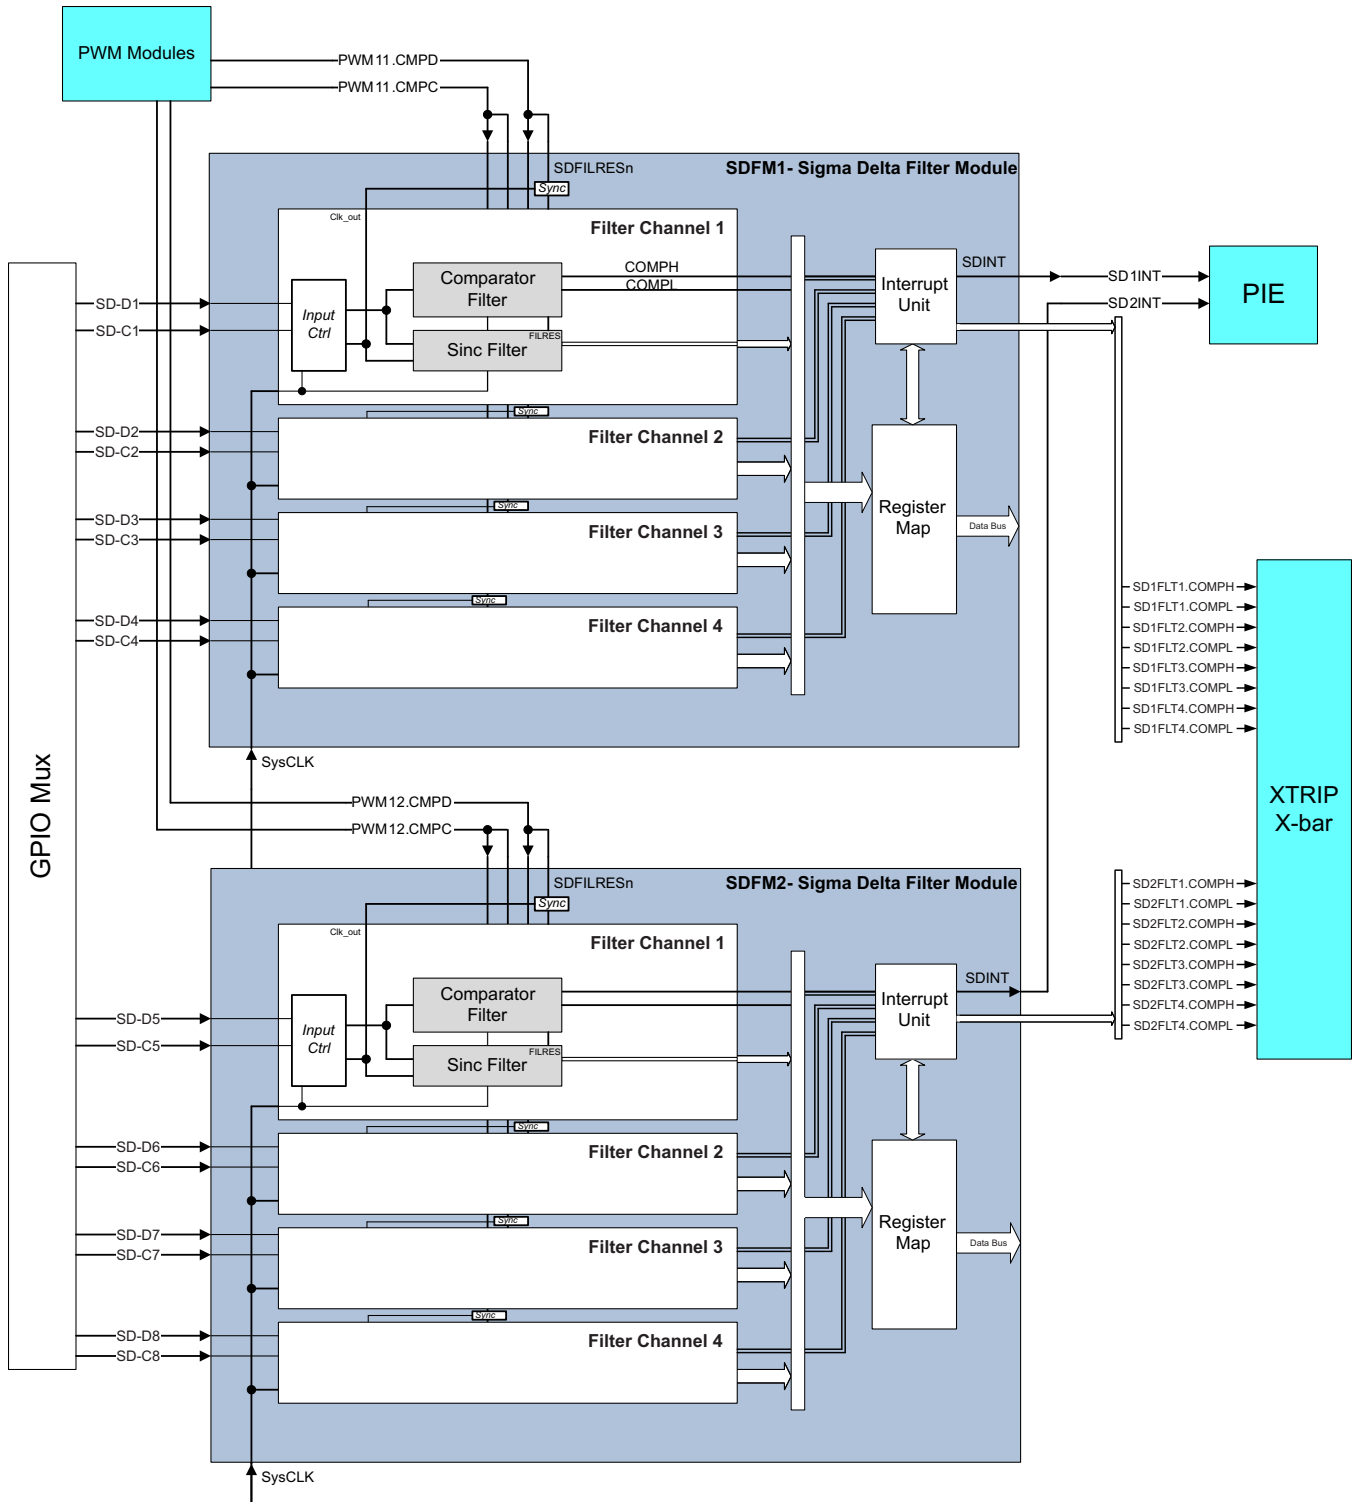 PWM Modules
PWM11.CMPD
PWM11.CMPC
SDFILRESn
SDFM1- Sigma Delta Filter Module
Sync
Clk_out
Filter Channel 1
Comparator
Filter
COMPH
COMPL
Interrupt
Unit
SDINT
SD1INT
SD2INT
PIE
SD-D1
SD-C1
Input
Ctrl
FILRES
Sinc Filter
Sync
SD-D2
SD-C2
Filter Channel 2
Sync
SD-D3
SD-C3
Filter Channel 3
Register
Map
Data Bus
Sync
SD-D4
SD-C4
Filter Channel 4
SD1FLT1.COMPH
SD1FLT1.COMPL
SD1FLT2.COMPH
SD1FLT2.COMPL
SD1FLT3.COMPH
SD1FLT3.COMPL
SD1FLT4.COMPH
SD1FLT4.COMPL
SysCLK
GPIO Mux
XTRIP
X-bar
PWM12.CMPD
PWM12.CMPC
SDFILRESn
SDFM2- Sigma Delta Filter Module
Sync
Clk_out
Filter Channel 1
Comparator
Filter
Interrupt
Unit
SDINT
SD2FLT1.COMPH
SD2FLT1.COMPL
SD2FLT2.COMPH
SD2FLT2.COMPL
SD2FLT3.COMPH
SD2FLT3.COMPL
SD2FLT4.COMPH
SD2FLT4.COMPL
SD-D5
SD-C5
Input
Ctrl
FILRES
Sinc Filter
Sync
SD-D6
SD-C6
Filter Channel 2
Sync
SD-D7
SD-C7
Filter Channel 3
Register
Map
Data Bus
Sync
SD-D8
SD-C8
Filter Channel 4
SysCLK